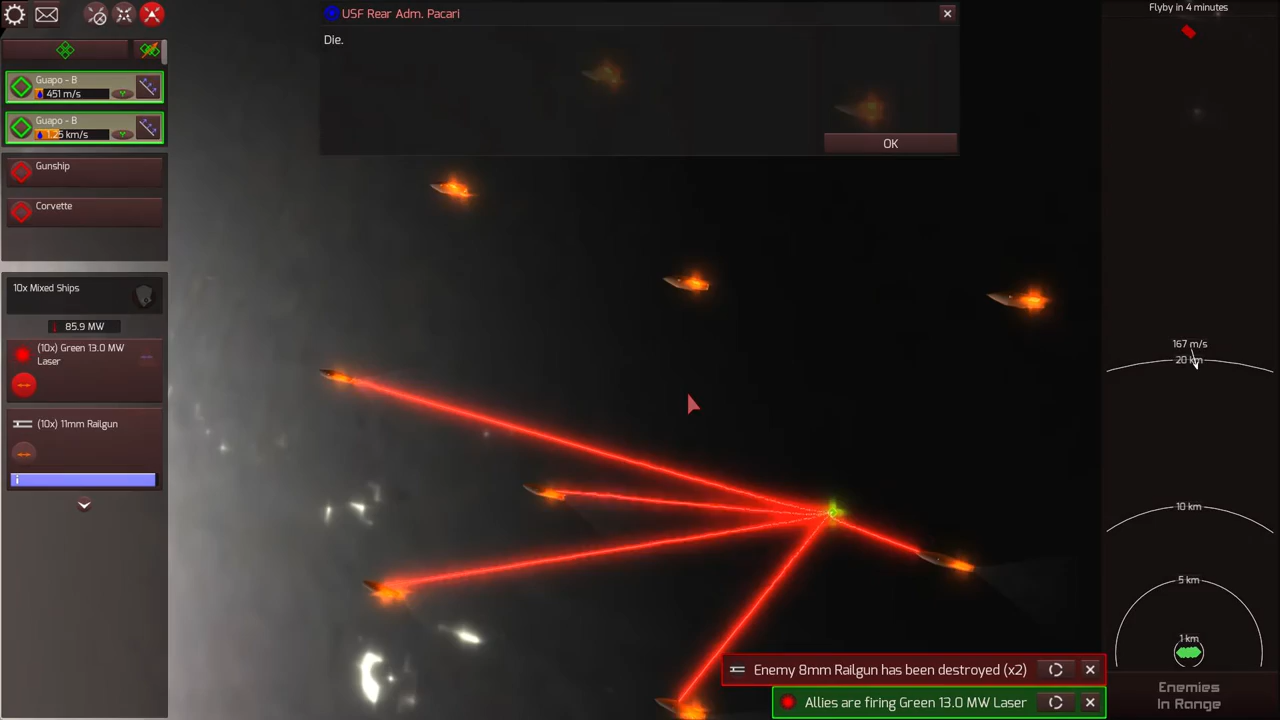 USF Rear Adm. Pacari
Die.
OK
Guapo - B
451 m/s
Guapo - B
1.25 km/s
Gunship
Corvette
10x Mixed Ships
85.9 MW
(10x) Green 13.0 MW
Laser
(10x) 11mm Railgun
Flyby in 4 minutes
167 m/s
20 km
10 km
5 km
1 km
Enemies
In Range
Enemy 8mm Railgun has been destroyed (x2)
Allies are firing Green 13.0 MW Laser